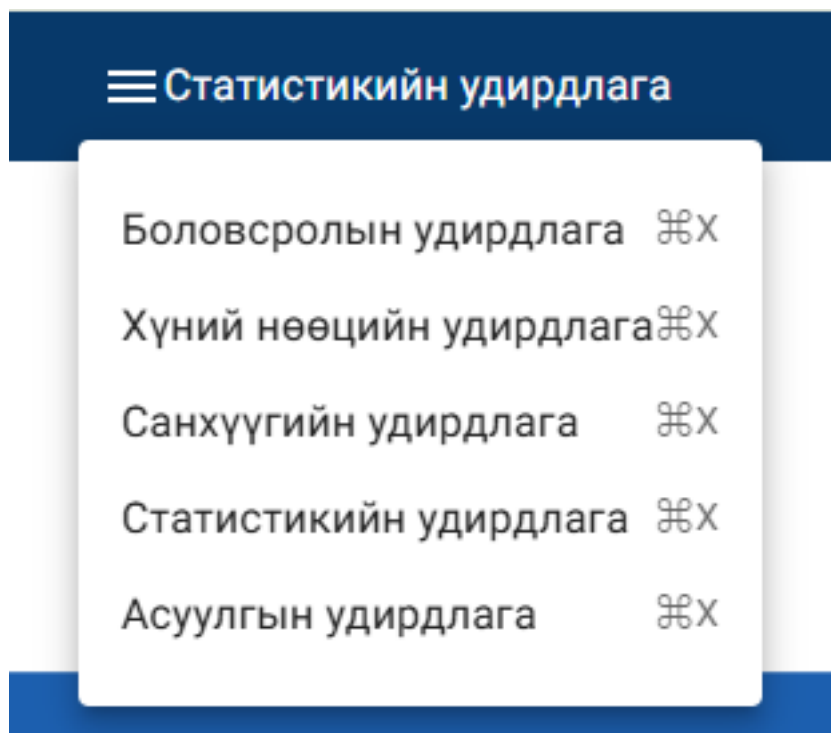 Статистикийн удирдлага
Боловсролын удирдлага ⌘X
Хүний нөөцийн удирдлага ⌘X
Санхүүгийн удирдлага ⌘X
Статистикийн удирдлага ⌘X
Асуулгын удирдлага ⌘X